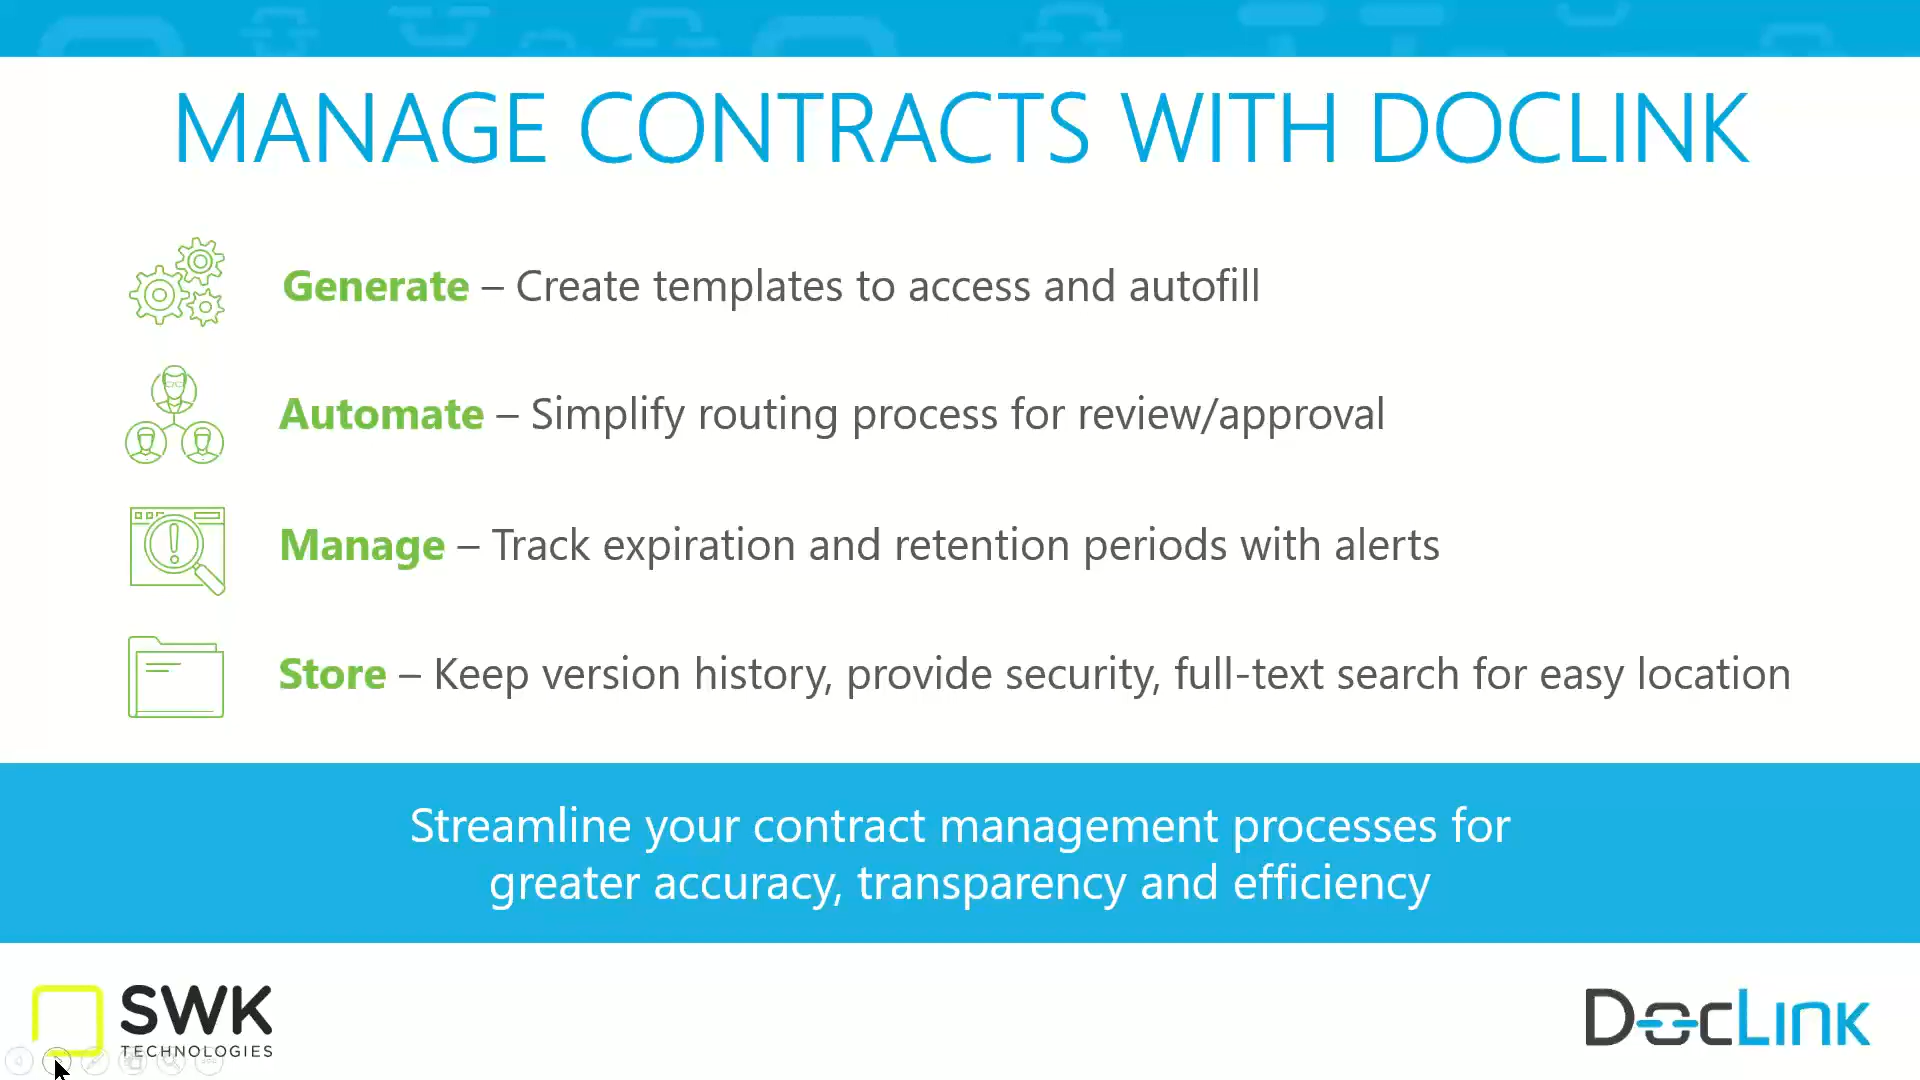 MANAGE CONTRACTS WITH DOCLINK
Generate – Create templates to access and autofill
Automate – Simplify routing process for review/approval
Manage – Track expiration and retention periods with alerts
Store – Keep version history, provide security, full-text search for easy location
Streamline your contract management processes for
greater accuracy, transparency and efficiency
SWK
TECHNOLOGIES
DocLink